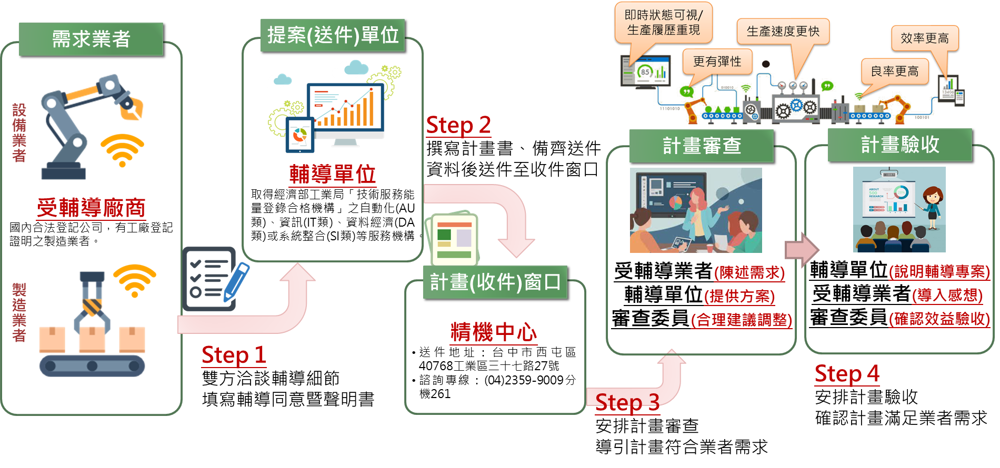 需求業者
設備業者
受輔導廠商
國內合法登記公司，有工廠登記
證明之製造業者。
製造業者
Step 1
雙方洽談輔導細節
填寫輔導同意暨聲明書
提案(送件)單位
輔導單位
取得經濟部工業局「技術服務能
量登錄合格機構」之自動化(AU
類)、資訊(IT類)、資料經濟(DA
類)或系統整合(SI類)等服務機構。
Step 2
撰寫計畫書、備齊送件
資料後送件至收件窗口
計畫(收件)窗口
精機中心
•送件地址：台中市西屯區
40768工業區三十七路27號
•諮詢專線：(04)2359-9009分
機261
Step 3
安排計畫審查
導引計畫符合業者需求
即時狀態可視/
生產履歷重現
更有彈性
生產速度更快
良率更高
效率更高
85
010010
11101010
13406
100101
計畫審查
受輔導業者(陳述需求)
輔導單位(提供方案)
審查委員(合理建議調整)
計畫驗收
ABOUT
500
RESEARCH
輔導單位(說明輔導專案)
受輔導業者(導入感想)
審查委員(確認效益驗收)
Step 4
安排計畫驗收
確認計畫滿足業者需求